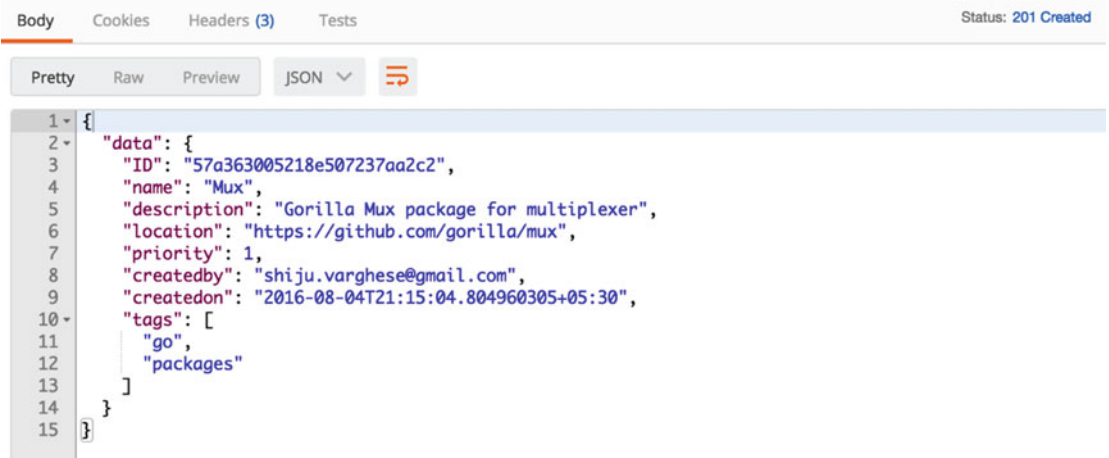 Body Cookies Headers (3) Tests Status: 201 Created
Pretty Raw Preview JSON
1 {
2 "data": {
3 "ID": "57a363005218e507237aa2c2",
4 "name": "Mux",
5 "description": "Gorilla Mux package for multiplexer",
6 "location": "https://github.com/gorilla/mux",
7 "priority": 1,
8 "createdby": "shiju.varghese@gmail.com",
9 "createdon": "2016-08-04T21:15:04.804960305+05:30",
10 "tags": [
11 "go",
12 "packages"
13 ]
14 }
15 }